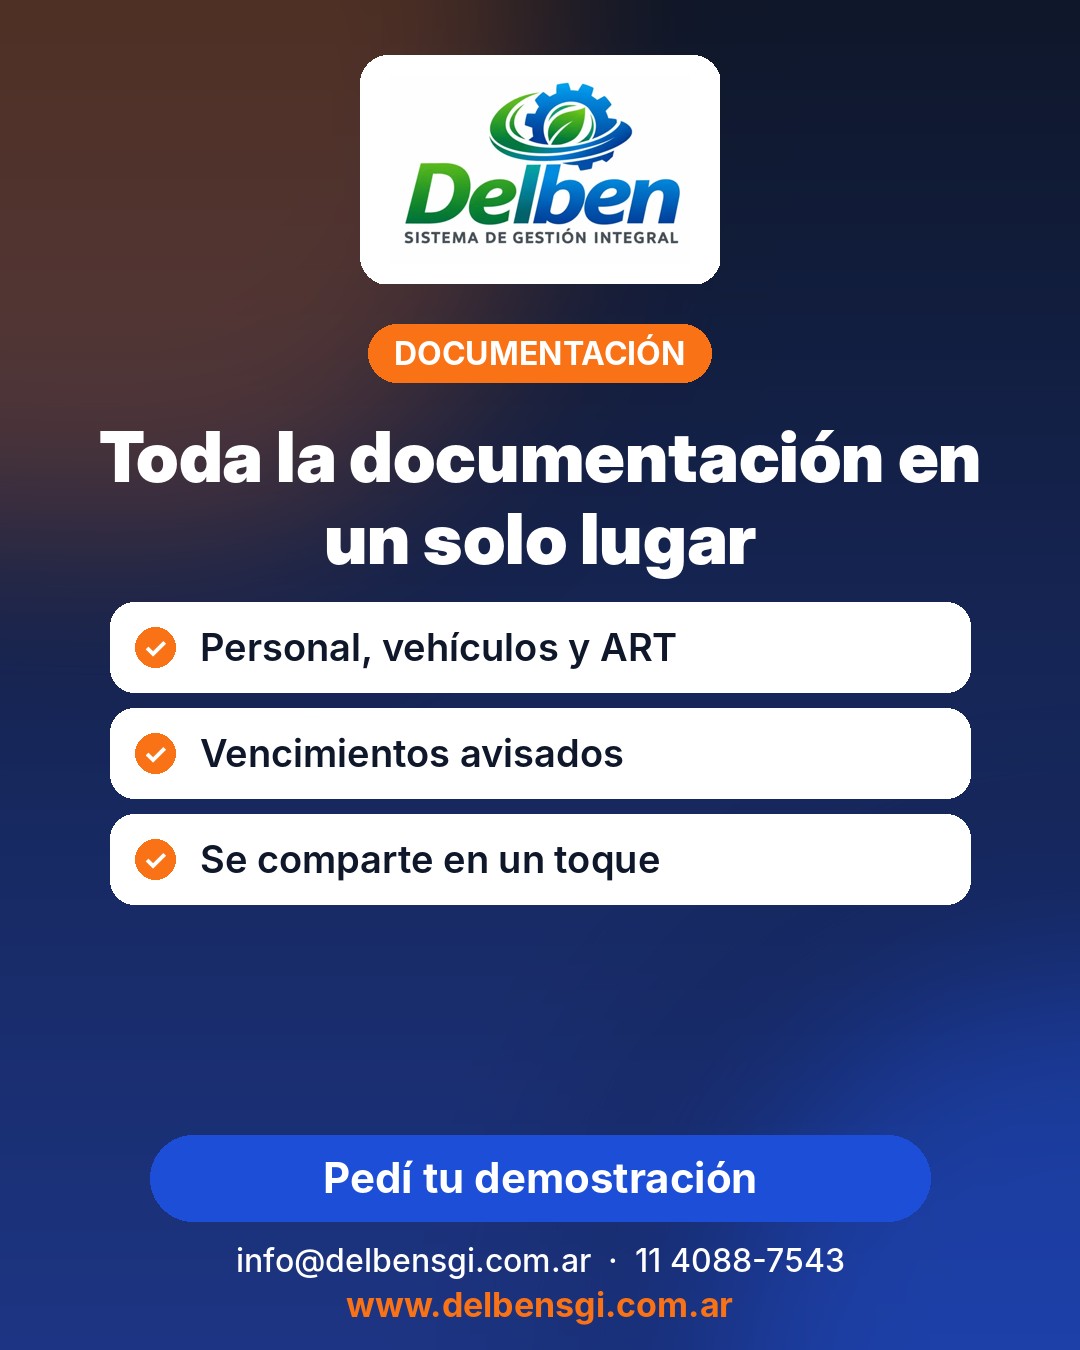 Delben
SISTEMA DE GESTIÓN INTEGRAL
DOCUMENTACIÓN
Toda la documentación en
un solo lugar
Personal, vehículos y ART
Vencimientos avisados
Se comparte en un toque
Pedí tu demostración
info@delbensgi.com.ar · 11 4088-7543
www.delbensgi.com.ar